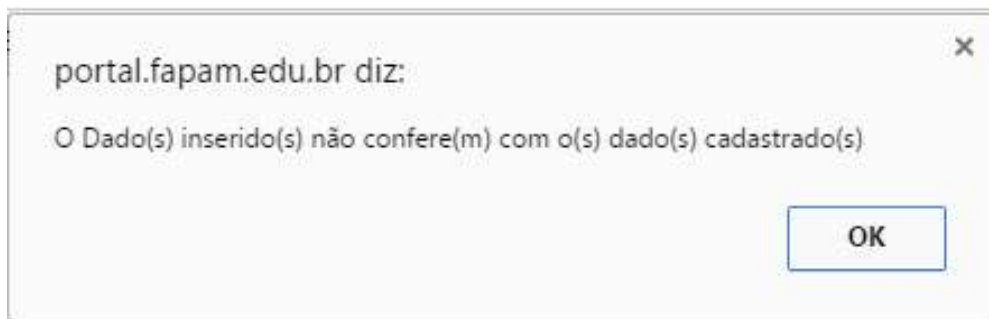 portal.fapam.edu.br diz:
O Dado(s) inserido(s) não confere(m) com o(s) dado(s) cadastrado(s)
OK